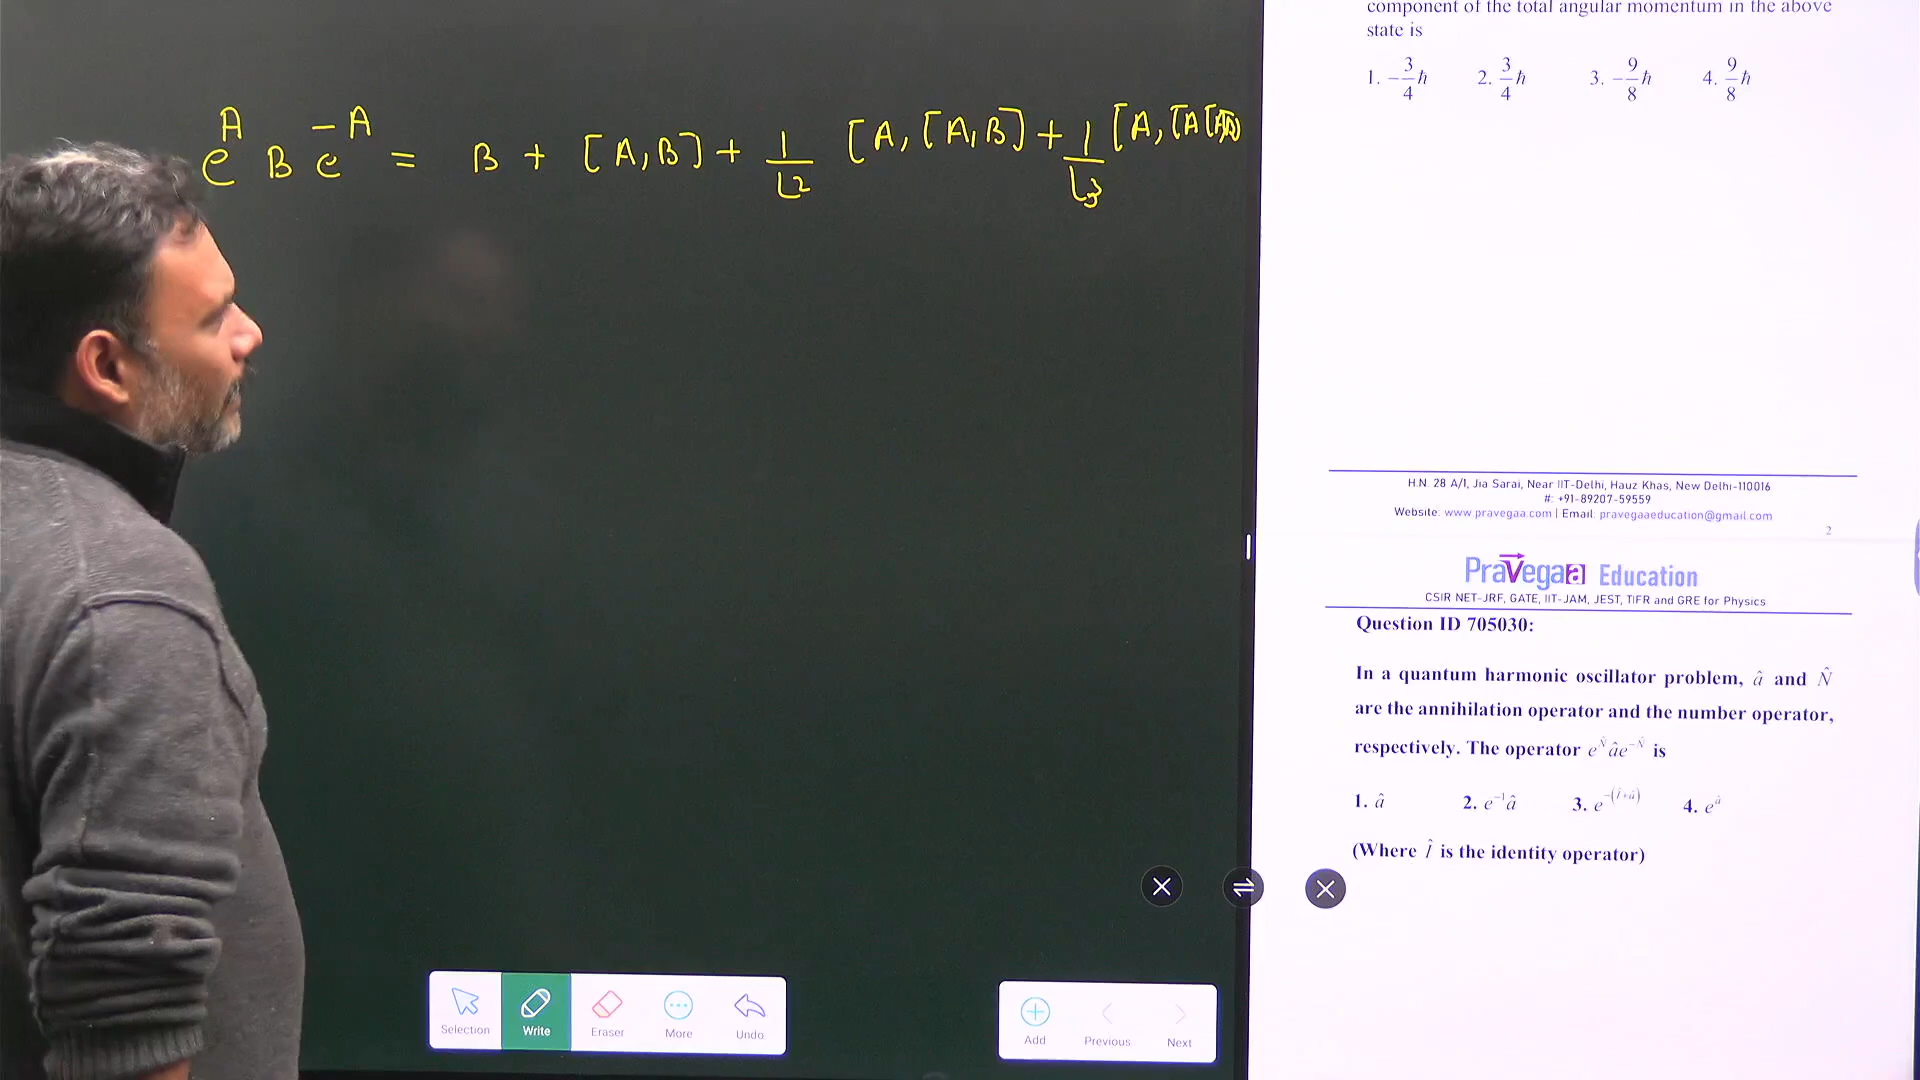 e^A B e^{-A} = B + [A,B] + 1/⌊2 [A,[A,B] + 1/⌊3 [A,[A[A,B]
component of the total angular momentum in the above
state is
1. -3/4 ħ 2. 3/4 ħ 3. -9/8 ħ 4. 9/8 ħ
H.N. 28 A/1, Jia Sarai, Near IIT-Delhi, Hauz Khas, New Delhi-110016
#: +91-89207-59559
Website: www.pravegaa.com | Email: pravegaaeducation@gmail.com
2
Pravegaa Education
CSIR NET-JRF, GATE, IIT-JAM, JEST, TIFR and GRE for Physics
Question ID 705030:
In a quantum harmonic oscillator problem, â and N̂
are the annihilation operator and the number operator,
respectively. The operator e^{N̂} â e^{-N̂} is
1. â 2. e^{-1} â 3. e^{-(Î+â)} 4. e^{â}
(Where Î is the identity operator)
Selection Write Eraser More Undo
Add Previous Next